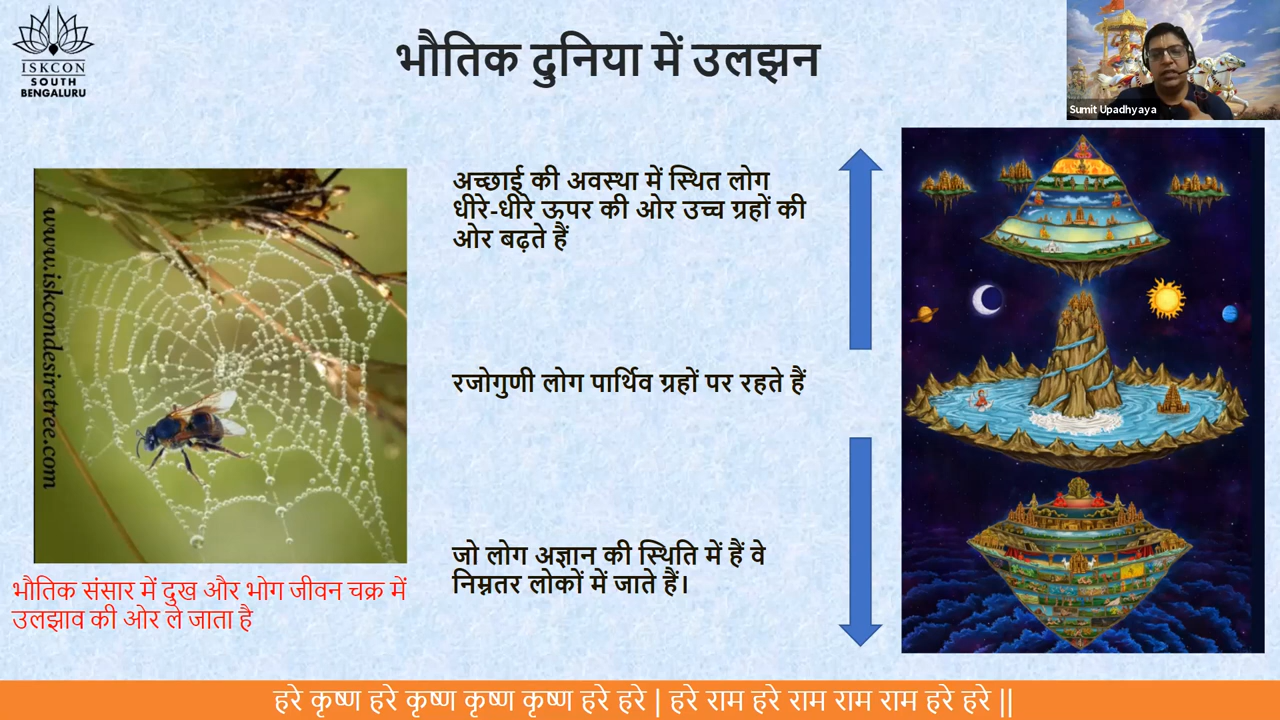 ISKCON
SOUTH
BENGALURU
भौतिक दुनिया में उलझन
Sumit Upadhyaya
www.iskcondesiretree.com
अच्छाई की अवस्था में स्थित लोग
धीरे-धीरे ऊपर की ओर उच्च ग्रहों की
ओर बढ़ते हैं
रजोगुणी लोग पार्थिव ग्रहों पर रहते हैं
जो लोग अज्ञान की स्थिति में हैं वे
निम्नतर लोकों में जाते हैं।
भौतिक संसार में दुख और भोग जीवन चक्र में
उलझाव की ओर ले जाता है
हरे कृष्ण हरे कृष्ण कृष्ण कृष्ण हरे हरे | हरे राम हरे राम राम राम हरे हरे ||